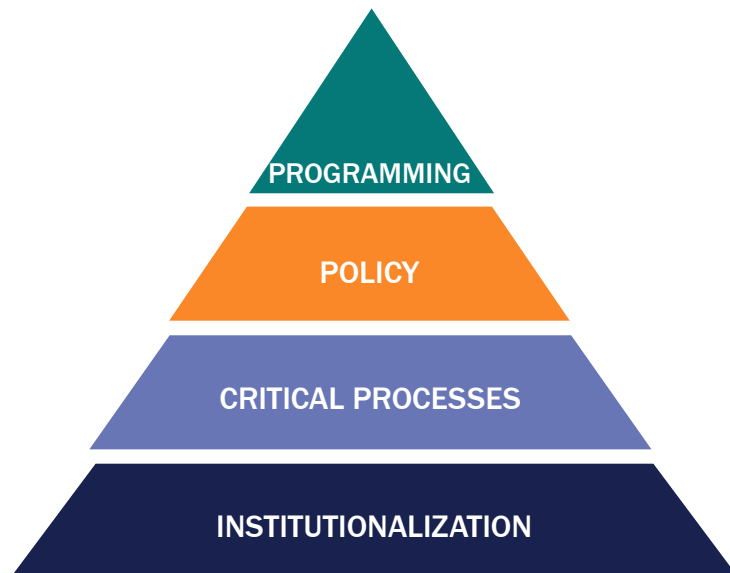 PROGRAMMING
POLICY
CRITICAL PROCESSES
INSTITUTIONALIZATION